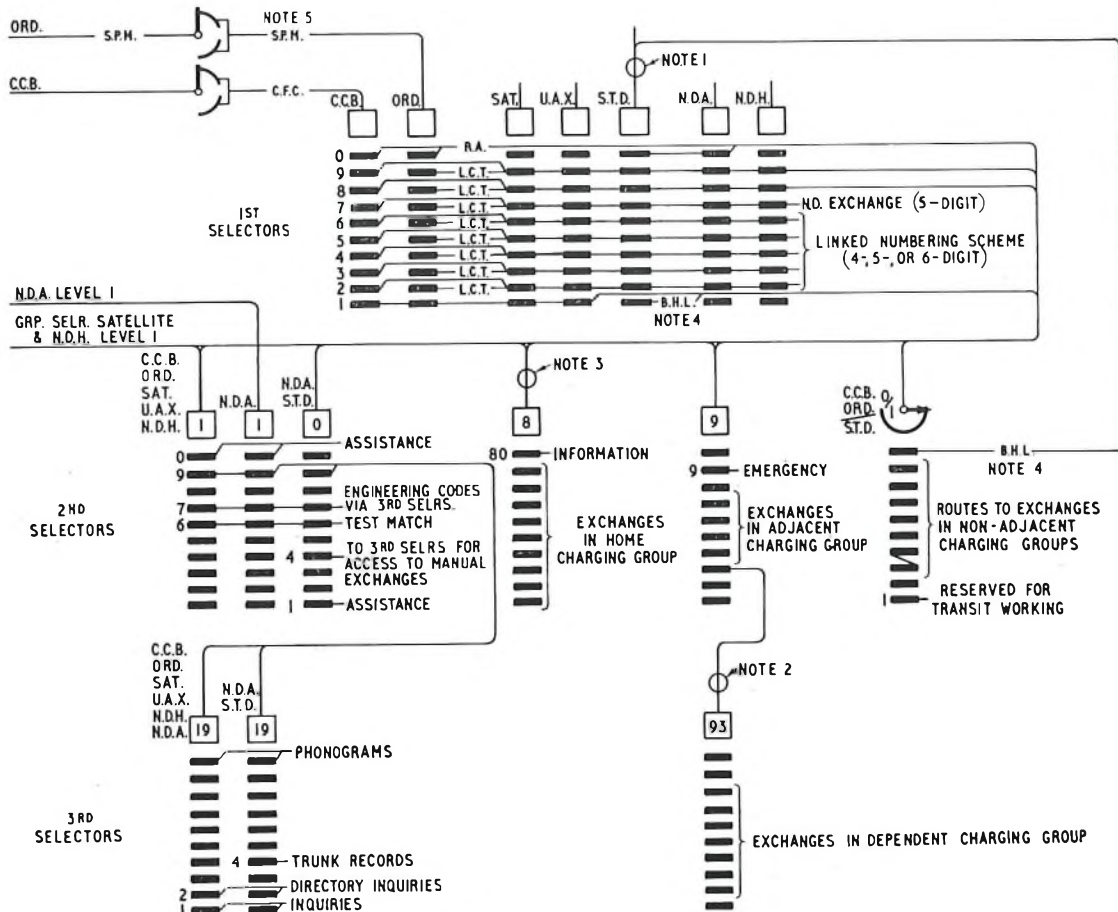 ORD.
S.P.H.
NOTE 5
S.P.H.
C.C.B.
C.F.C.
C.C.B.
ORD.
SAT.
U.A.X.
S.T.D.
NOTE 1
N.D.A.
N.D.H.
1ST
SELECTORS
0
R.A.
9
L.C.T.
8
L.C.T.
7
L.C.T.
N.D. EXCHANGE (5-DIGIT)
6
L.C.T.
5
L.C.T.
LINKED NUMBERING SCHEME
(4-, 5-, OR 6-DIGIT)
4
L.C.T.
3
L.C.T.
2
L.C.T.
1
B.H.L.
NOTE 4
N.D.A. LEVEL 1
GRP. SELR. SATELLITE
& N.D.H. LEVEL 1
C.C.B.
ORD.
SAT.
U.A.X.
N.D.H.
1
N.D.A.
1
N.D.A.
S.T.D.
0
NOTE 3
8
9
C.C.B.
ORD.
S.T.D.
0/1
2ND
SELECTORS
0
ASSISTANCE
9
ENGINEERING CODES
7
VIA 3RD SELRS.
6
TEST MATCH
4
TO 3RD SELRS FOR
ACCESS TO MANUAL
EXCHANGES
1
ASSISTANCE
80
INFORMATION
EXCHANGES
IN HOME
CHARGING GROUP
9
EMERGENCY
EXCHANGES
IN ADJACENT
CHARGING GROUP
B.H.L.
NOTE 4
ROUTES TO EXCHANGES
IN NON-ADJACENT
CHARGING GROUPS
1
RESERVED FOR
TRANSIT WORKING
C.C.B.
ORD.
SAT.
U.A.X.
N.D.H.
N.D.A.
19
N.D.A.
S.T.D.
19
NOTE 2
93
3RD
SELECTORS
PHONOGRAMS
4
TRUNK RECORDS
2
DIRECTORY INQUIRIES
1
INQUIRIES
EXCHANGES IN DEPENDENT CHARGING GROUP